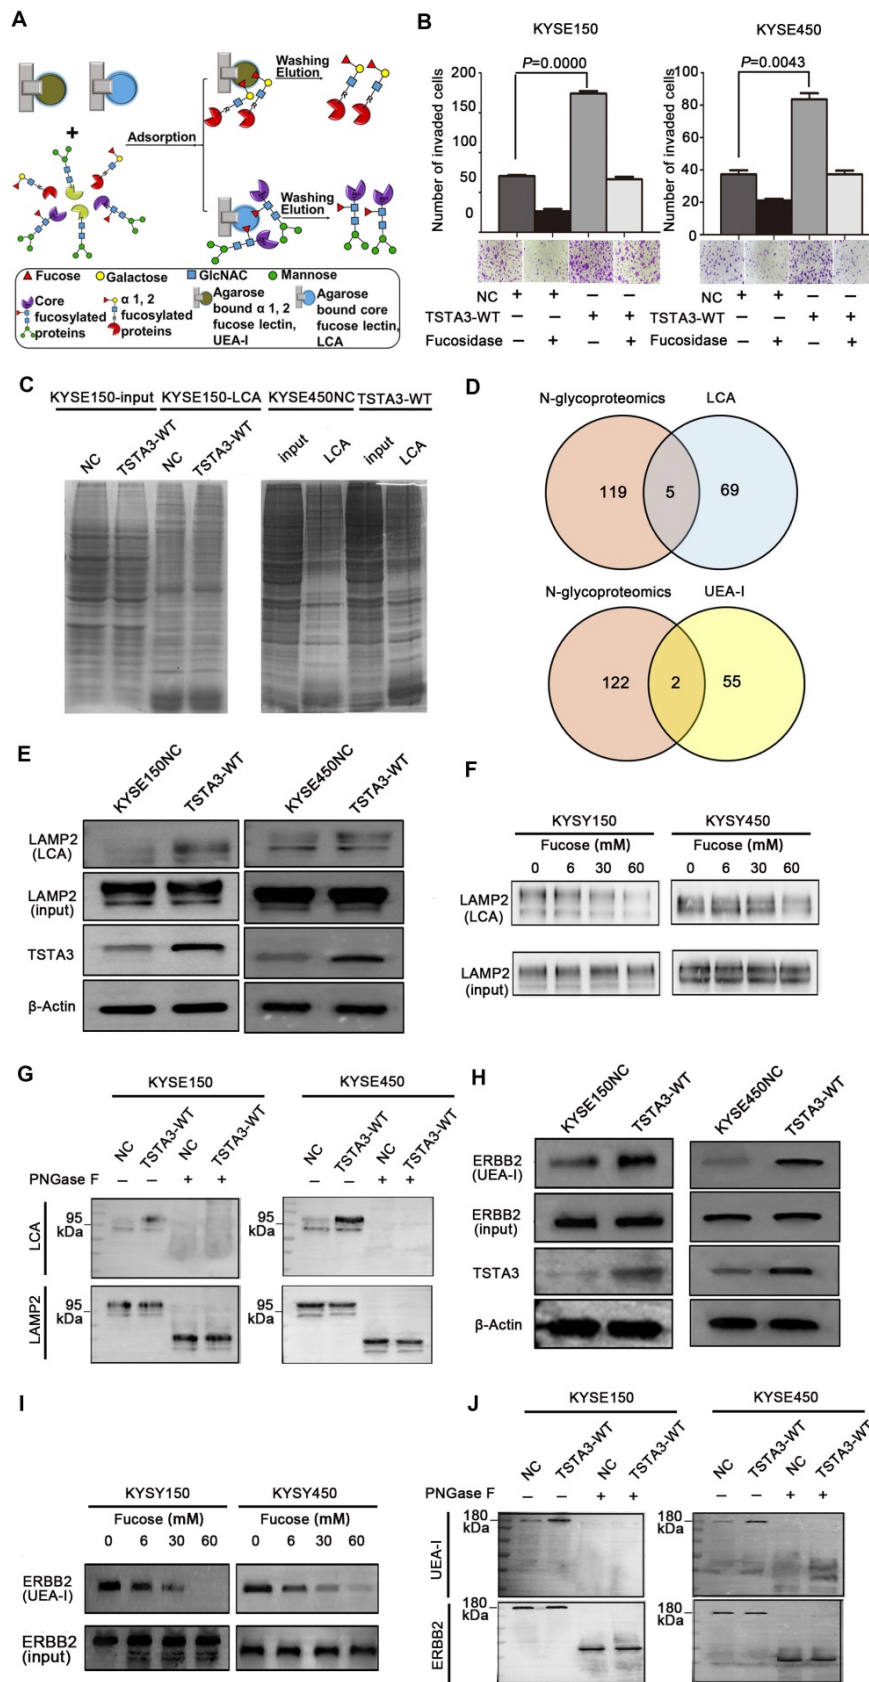 A
Washing
Elution
+
Adsorption
Washing
Elution
Fucose
Galactose
GlcNAC
Mannose
Core
fucosylated
proteins
α 1, 2
fucosylated
proteins
Agarose
bound α 1, 2
fucose lectin,
UEA-I
Agarose
bound core
fucose lectin,
LCA
B
KYSE150
KYSE450
Number of invaded cells
200
150
100
50
0
P=0.0000
Number of invaded cells
100
80
60
40
20
0
P=0.0043
NC + + − −
TSTA3-WT − − + +
Fucosidase − + − +
NC + + − −
TSTA3-WT − − + +
Fucosidase − + − +
C
KYSE150-input KYSE150-LCA KYSE450NC TSTA3-WT
NC TSTA3-WT NC TSTA3-WT input LCA input LCA
D
N-glycoproteomics LCA
119 5 69
N-glycoproteomics UEA-I
122 2 55
E
KYSE150NC TSTA3-WT KYSE450NC TSTA3-WT
LAMP2
(LCA)
LAMP2
(input)
TSTA3
β-Actin
F
KYSY150 KYSY450
Fucose (mM) Fucose (mM)
0 6 30 60 0 6 30 60
LAMP2
(LCA)
LAMP2
(input)
G
KYSE150 KYSE450
NC TSTA3-WT NC TSTA3-WT NC TSTA3-WT NC TSTA3-WT
PNGase F − − + + − − + +
LCA
95
kDa
95
kDa
LAMP2
95
kDa
95
kDa
H
KYSE150NC TSTA3-WT KYSE450NC TSTA3-WT
ERBB2
(UEA-I)
ERBB2
(input)
TSTA3
β-Actin
I
KYSY150 KYSY450
Fucose (mM) Fucose (mM)
0 6 30 60 0 6 30 60
ERBB2
(UEA-I)
ERBB2
(input)
J
KYSE150 KYSE450
NC TSTA3-WT NC TSTA3-WT NC TSTA3-WT NC TSTA3-WT
PNGase F − − + + − − + +
UEA-I
180
kDa
180
kDa
ERBB2
180
kDa
180
kDa